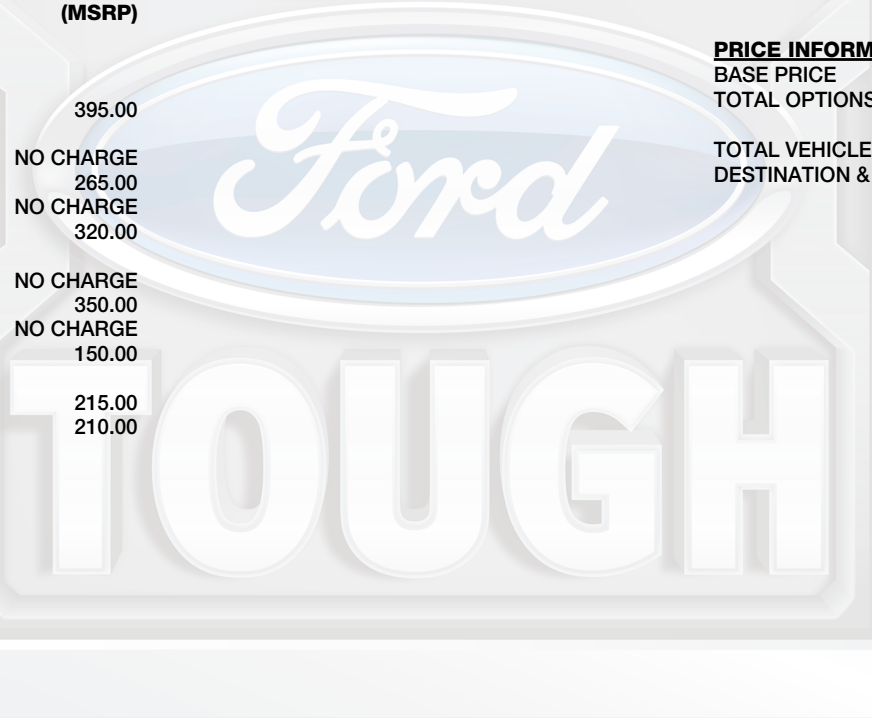 (MSRP)
395.00
NO CHARGE
265.00
NO CHARGE
320.00
NO CHARGE
350.00
NO CHARGE
150.00
215.00
210.00
PRICE INFORM
BASE PRICE
TOTAL OPTIONS
TOTAL VEHICLE
DESTINATION &
Ford
TOUGH